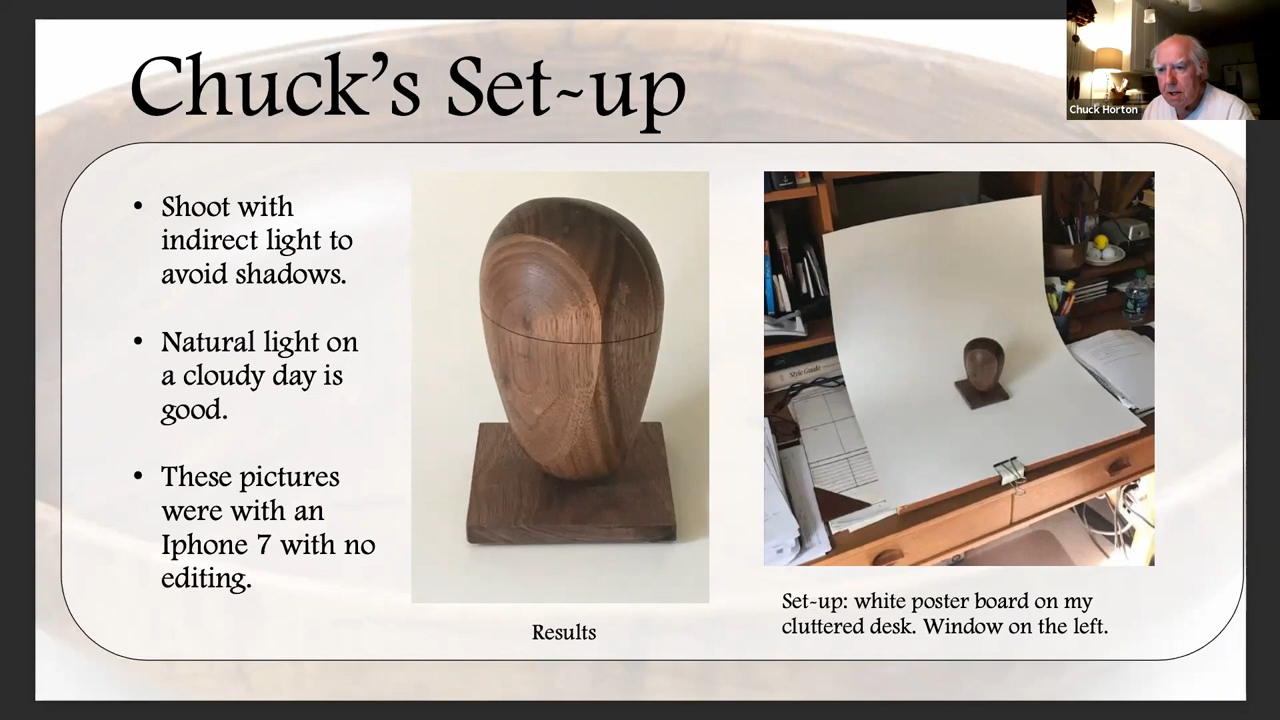 Chuck's Set-up
Chuck Horton
• Shoot with
indirect light to
avoid shadows.
• Natural light on
a cloudy day is
good.
• These pictures
were with an
Iphone 7 with no
editing.
Results
Style Guide
Set-up: white poster board on my
cluttered desk. Window on the left.